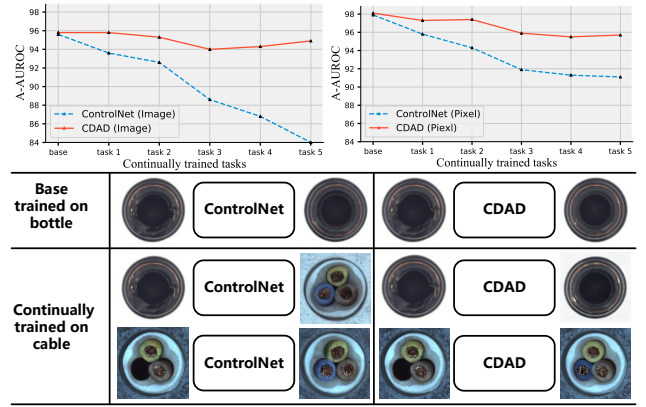 98
96
94
92
90
88
86
84
A-AUROC
ControlNet (Image)
CDAD (Image)
base task 1 task 2 task 3 task 4 task 5
Continually trained tasks
98
96
94
92
90
88
86
84
A-AUROC
ControlNet (Pixel)
CDAD (Piexl)
base task 1 task 2 task 3 task 4 task 5
Continually trained tasks
Base
trained on
bottle
ControlNet
CDAD
Continually
trained on
cable
ControlNet
CDAD
ControlNet
CDAD